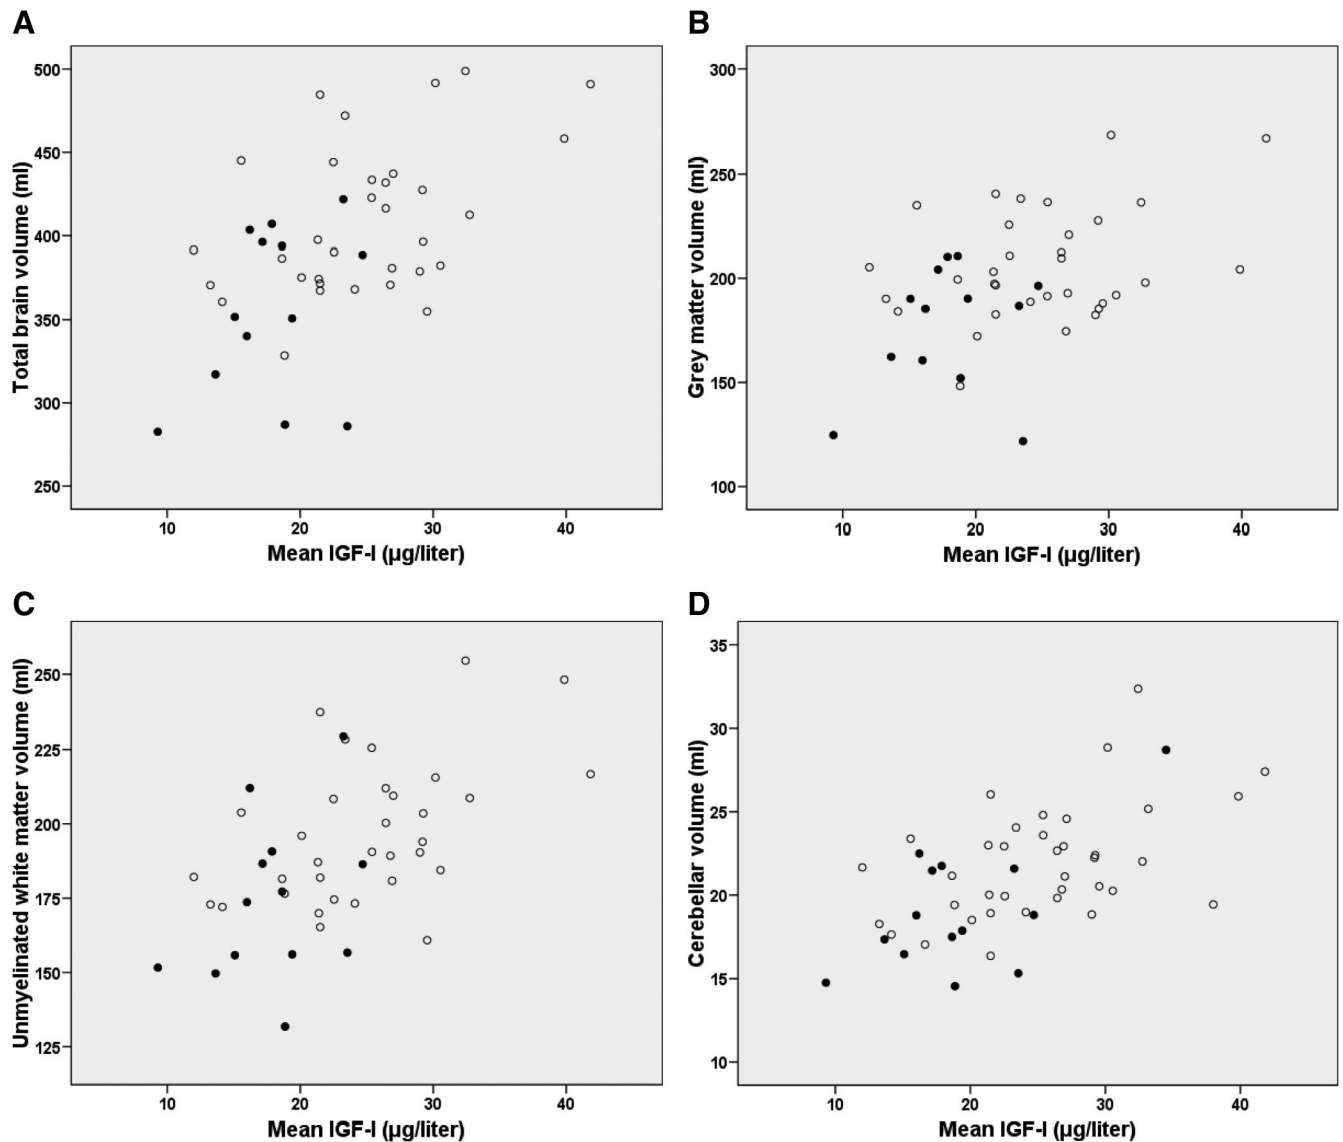 A
B
500
450
400
350
300
250
Total brain volume (ml)
10 20 30 40
Mean IGF-I (μg/liter)
300
250
200
150
100
Grey matter volume (ml)
10 20 30 40
Mean IGF-I (μg/liter)
C
D
250
225
200
175
150
125
Unmyelinated white matter volume (ml)
10 20 30 40
Mean IGF-I (μg/liter)
35
30
25
20
15
10
Cerebellar volume (ml)
10 20 30 40
Mean IGF-I (μg/liter)